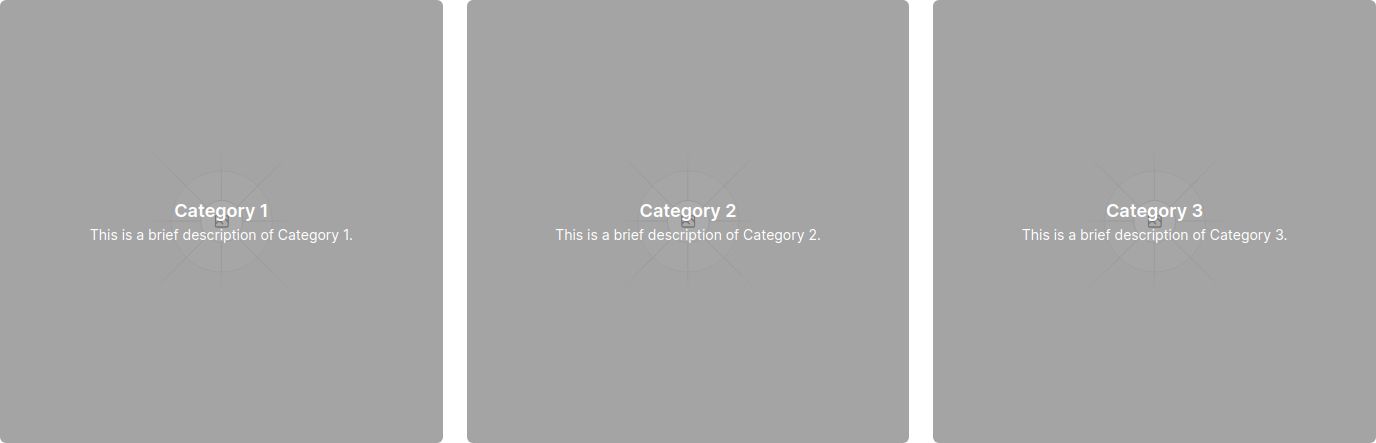 Category 1
This is a brief description of Category 1.
Category 2
This is a brief description of Category 2.
Category 3
This is a brief description of Category 3.